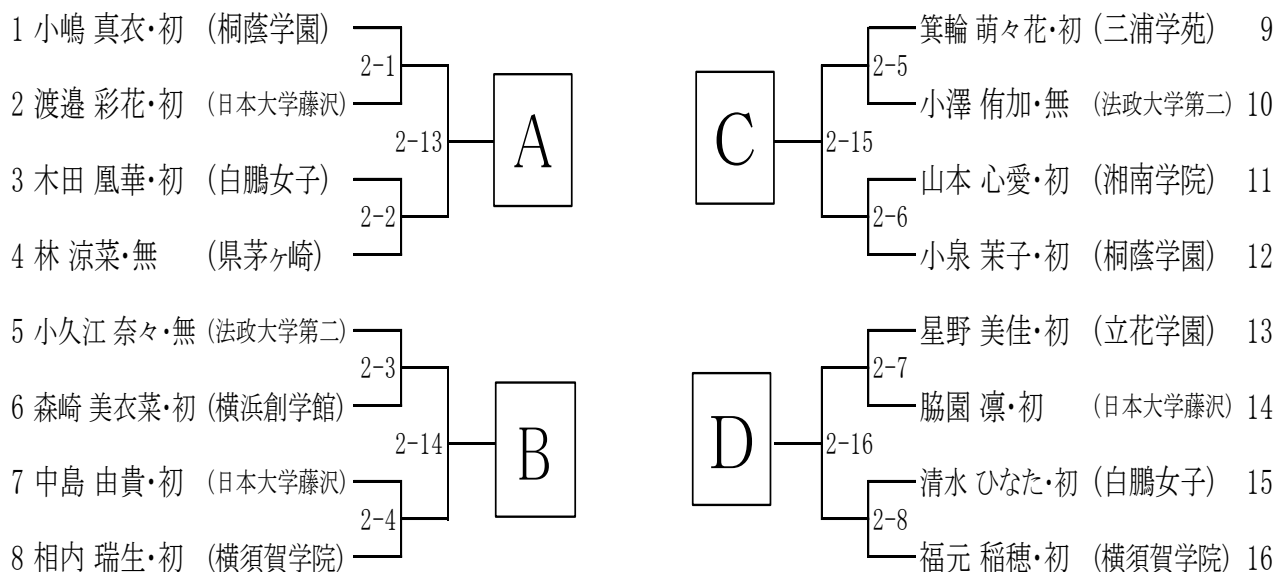 1 小嶋 真衣・初 (桐蔭学園)
2-1
2 渡邉 彩花・初 (日本大学藤沢)
2-13
A
3 木田 凰華・初 (白鵬女子)
2-2
4 林 涼菜・無 (県茅ヶ崎)
5 小久江 奈々・無 (法政大学第二)
2-3
6 森崎 美衣菜・初 (横浜創学館)
2-14
B
7 中島 由貴・初 (日本大学藤沢)
2-4
8 相内 瑞生・初 (横須賀学院)
箕輪 萌々花・初 (三浦学苑) 9
2-5
小澤 侑加・無 (法政大学第二) 10
C
2-15
山本 心愛・初 (湘南学院) 11
2-6
小泉 茉子・初 (桐蔭学園) 12
星野 美佳・初 (立花学園) 13
2-7
脇園 凛・初 (日本大学藤沢) 14
D
2-16
清水 ひなた・初 (白鵬女子) 15
2-8
福元 稲穂・初 (横須賀学院) 16